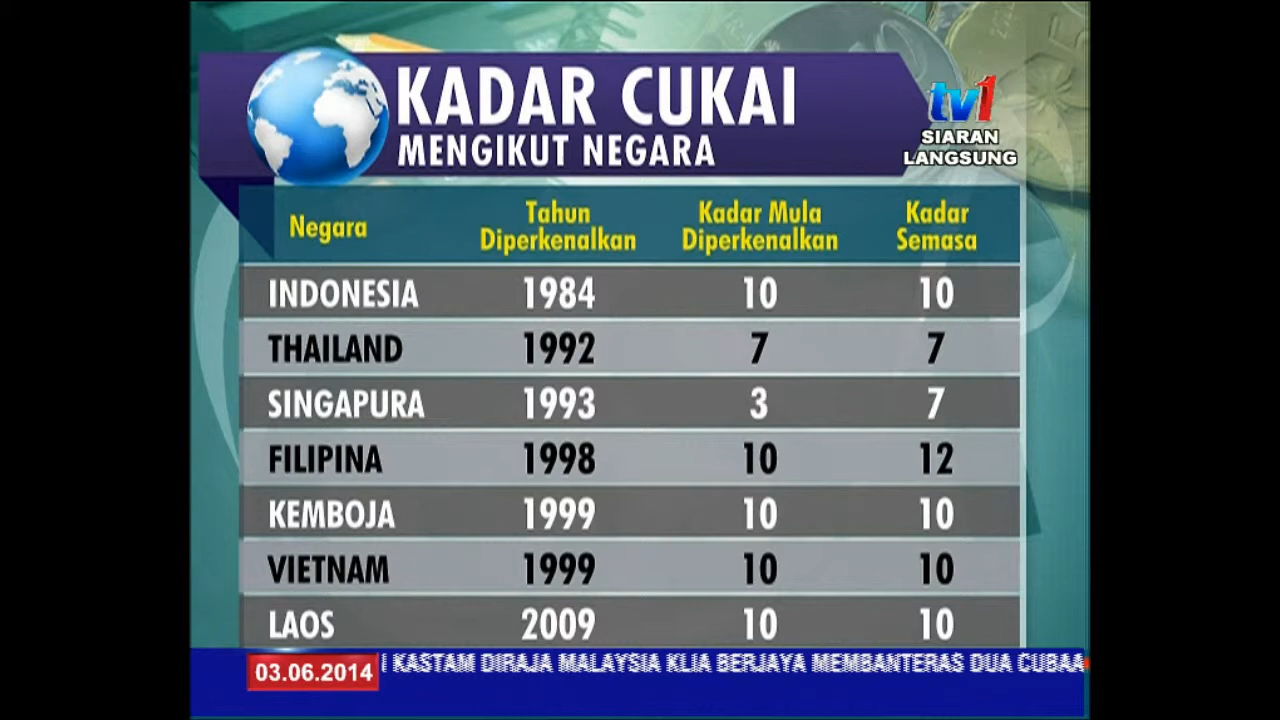 KADAR CUKAI
MENGIKUT NEGARA
tv1
SIARAN
LANGSUNG
Negara Tahun Diperkenalkan Kadar Mula Diperkenalkan Kadar Semasa
INDONESIA 1984 10 10
THAILAND 1992 7 7
SINGAPURA 1993 3 7
FILIPINA 1998 10 12
KEMBOJA 1999 10 10
VIETNAM 1999 10 10
LAOS 2009 10 10
03.06.2014 KASTAM DIRAJA MALAYSIA KLIA BERJAYA MEMBANTERAS DUA CUBAA